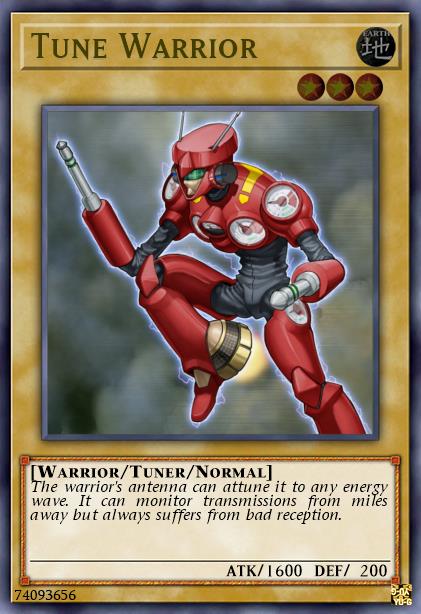 TUNE WARRIOR
EARTH
地
[WARRIOR/TUNER/NORMAL]
The warrior's antenna can attune it to any energy
wave. It can monitor transmissions from miles
away but always suffers from bad reception.
ATK/1600 DEF/ 200
74093656